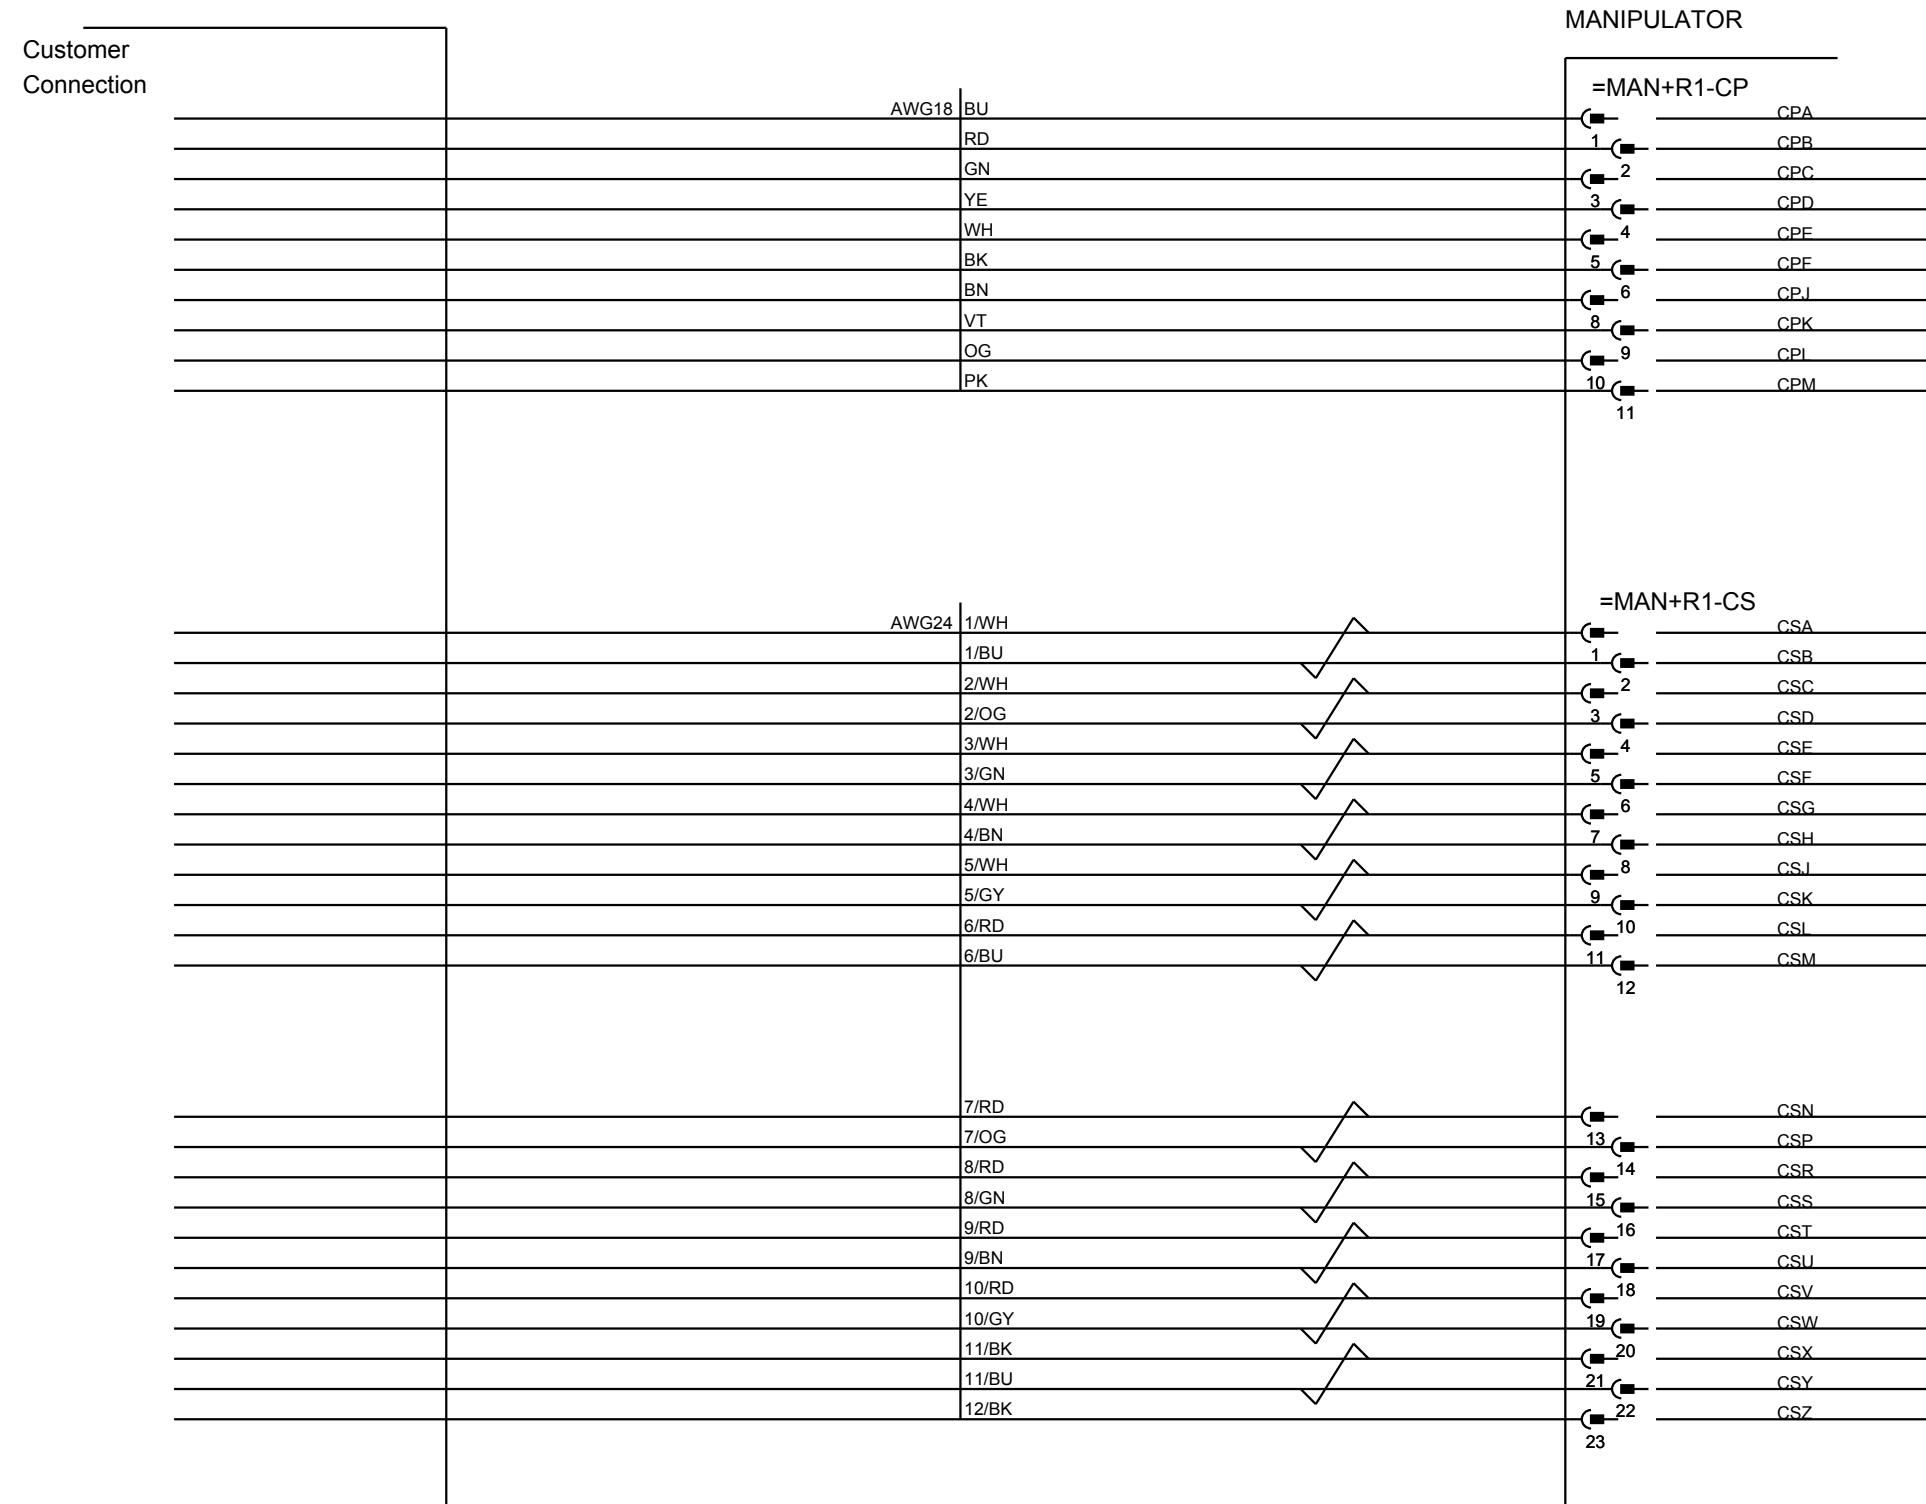 MANIPULATOR
Customer
Connection
=MAN+R1-CP
AWG18 BU CPA
RD 1 CPB
GN 2 CPC
YE 3 CPD
WH 4 CPE
BK 5 CPF
BN 6 CPJ
VT 8 CPK
OG 9 CPL
PK 10 CPM
11
=MAN+R1-CS
AWG24 1/WH CSA
1/BU 1 CSB
2/WH 2 CSC
2/OG 3 CSD
3/WH 4 CSE
3/GN 5 CSF
4/WH 6 CSG
4/BN 7 CSH
5/WH 8 CSJ
5/GY 9 CSK
6/RD 10 CSL
6/BU 11 CSM
12
7/RD CSN
7/OG 13 CSP
8/RD 14 CSR
8/GN 15 CSS
9/RD 16 CST
9/BN 17 CSU
10/RD 18 CSV
10/GY 19 CSW
11/BK 20 CSX
11/BU 21 CSY
12/BK 22 CSZ
23